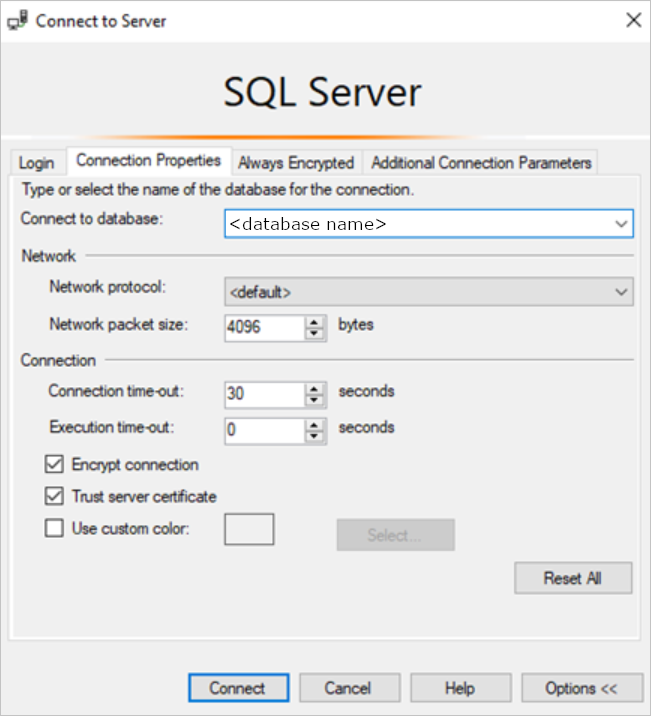 Connect to Server
SQL Server
Login Connection Properties Always Encrypted Additional Connection Parameters
Type or select the name of the database for the connection.
Connect to database: <database name>
Network
Network protocol: <default>
Network packet size: 4096 bytes
Connection
Connection time-out: 30 seconds
Execution time-out: 0 seconds
Encrypt connection
Trust server certificate
Use custom color: Select...
Reset All
Connect Cancel Help Options <<